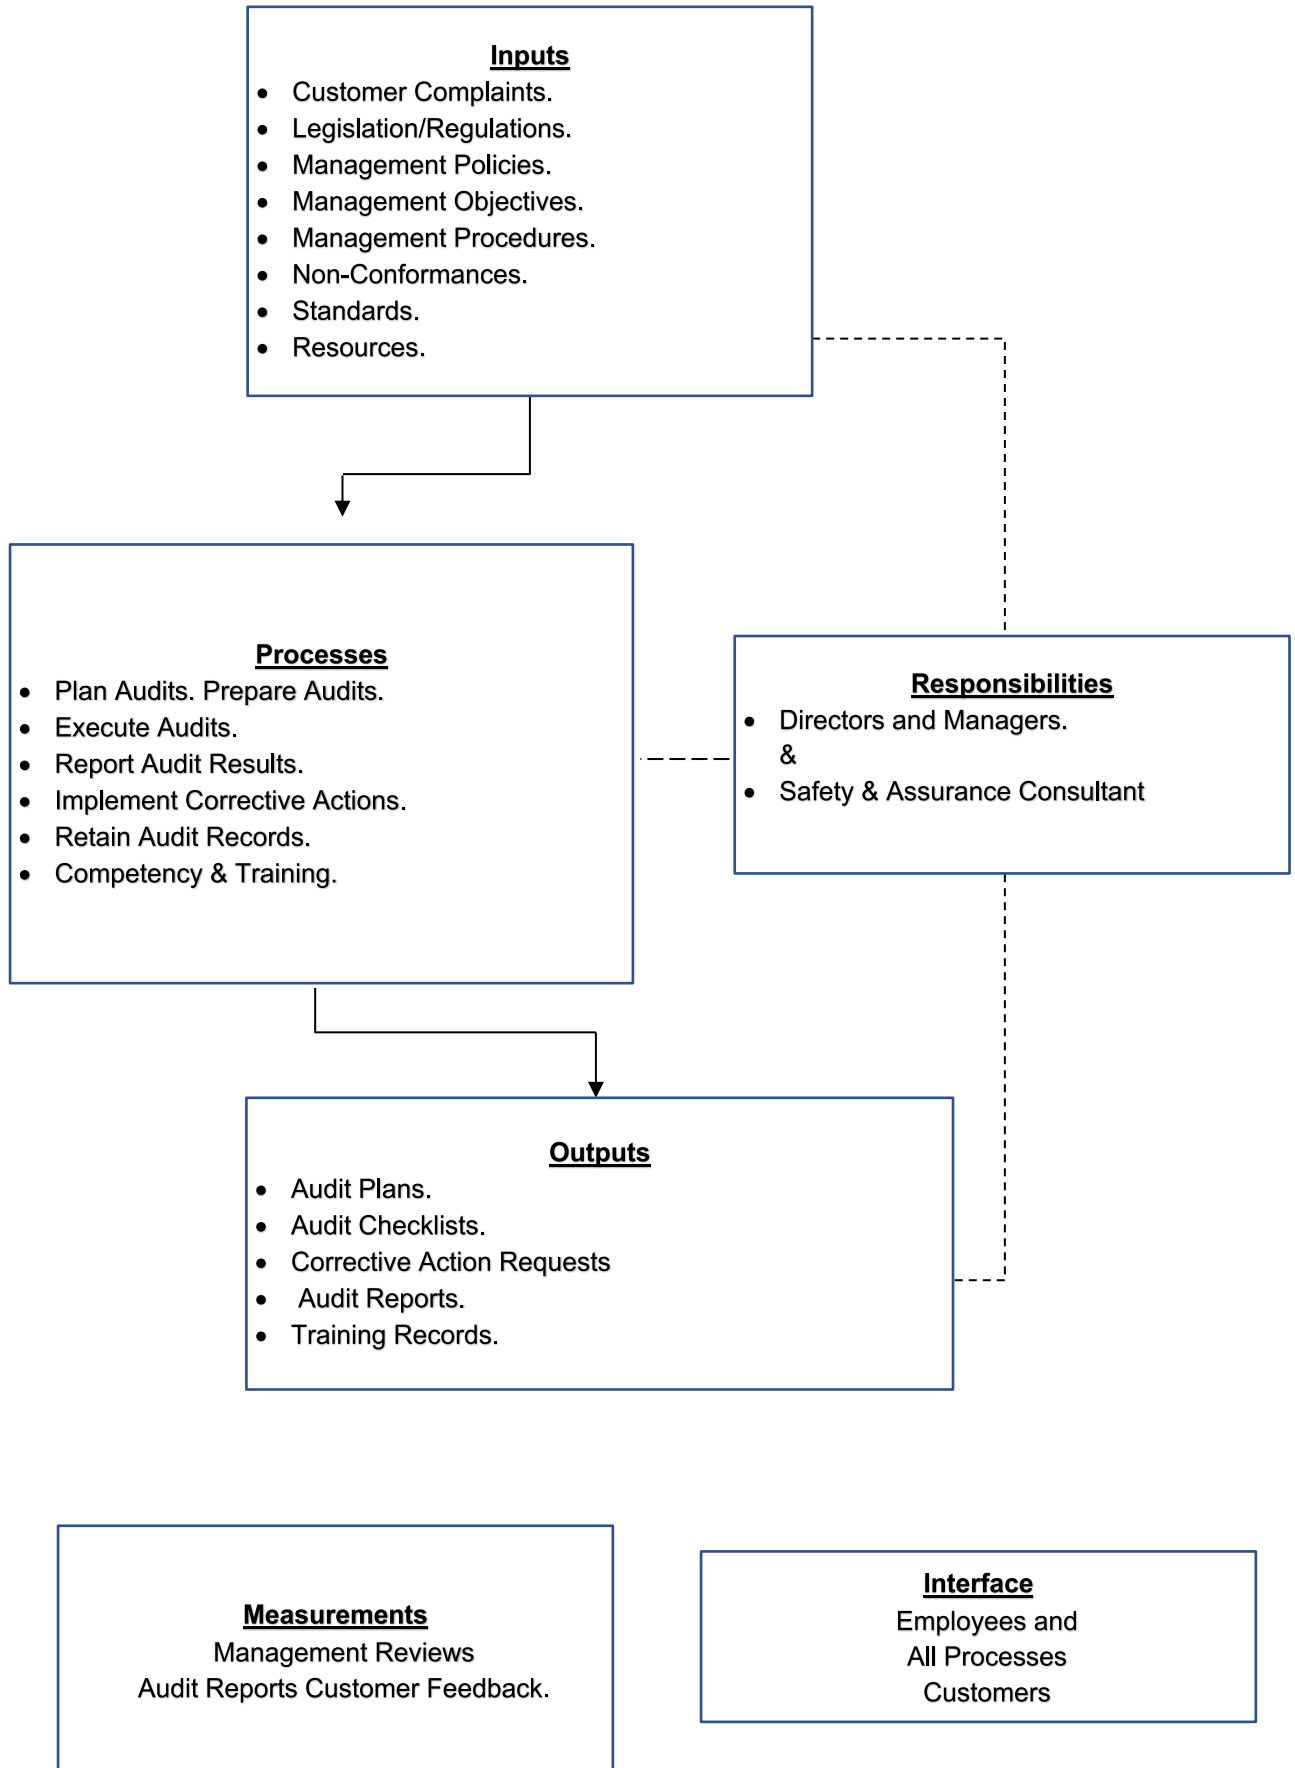 Inputs
• Customer Complaints.
• Legislation/Regulations.
• Management Policies.
• Management Objectives.
• Management Procedures.
• Non-Conformances.
• Standards.
• Resources.
Processes
• Plan Audits. Prepare Audits.
• Execute Audits.
• Report Audit Results.
• Implement Corrective Actions.
• Retain Audit Records.
• Competency & Training.
Responsibilities
• Directors and Managers.
&
• Safety & Assurance Consultant
Outputs
• Audit Plans.
• Audit Checklists.
• Corrective Action Requests
• Audit Reports.
• Training Records.
Measurements
Management Reviews
Audit Reports Customer Feedback.
Interface
Employees and
All Processes
Customers